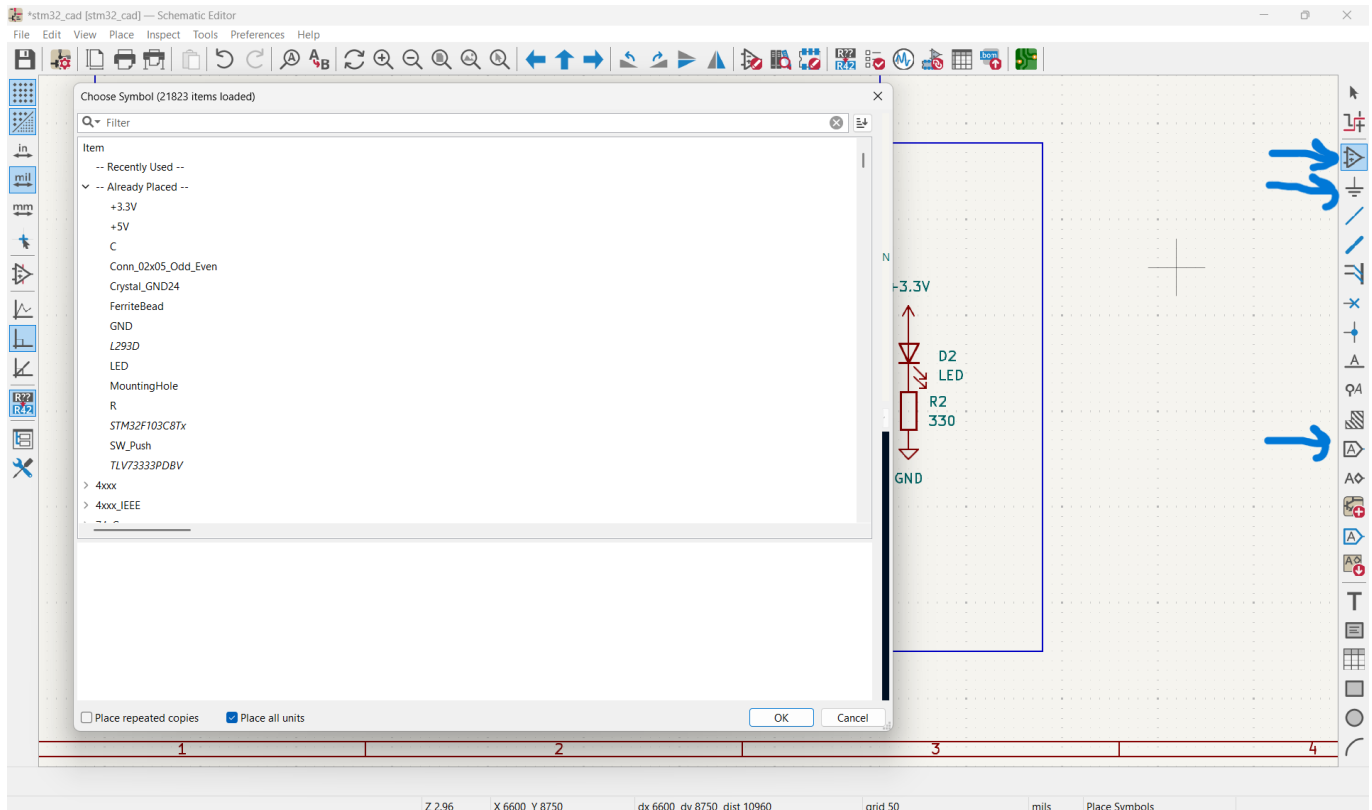 *stm32_cad [stm32_cad] — Schematic Editor
File Edit View Place Inspect Tools Preferences Help
R??
R42
bom
Choose Symbol (21823 items loaded)
Filter
Item
-- Recently Used --
-- Already Placed --
+3.3V
+5V
C
Conn_02x05_Odd_Even
Crystal_GND24
FerriteBead
GND
L293D
LED
MountingHole
R
STM32F103C8Tx
SW_Push
TLV73333PDBV
4xxx
4xxx_IEEE
Place repeated copies
Place all units
OK
Cancel
in
mil
mm
R??
R42
N
+3.3V
D2
LED
R2
330
GND
A
A
A
A
A
A
T
1 2 3 4
Z 2.96 X 6600 Y 8750 dx 6600 dy 8750 dist 10960 grid 50 mils Place Symbols